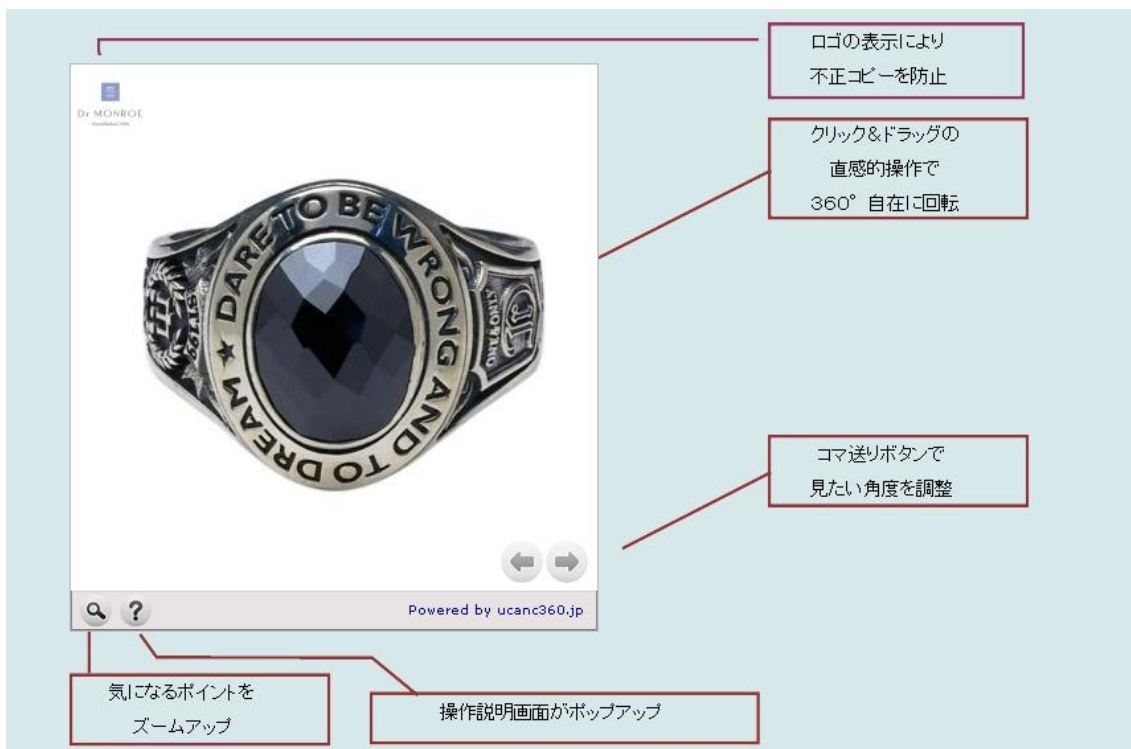 ロゴの表示により
不正コピーを防止
Dr MONROE
クリック&ドラッグの
直感的操作で
360°自在に回転
DARE TO BE WRONG AND TO DREAM ★
ONE&ONLY
コマ送りボタンで
見たい角度を調整
?
Powered by ucanc360.jp
気になるポイントを
ズームアップ
操作説明画面がポップアップ